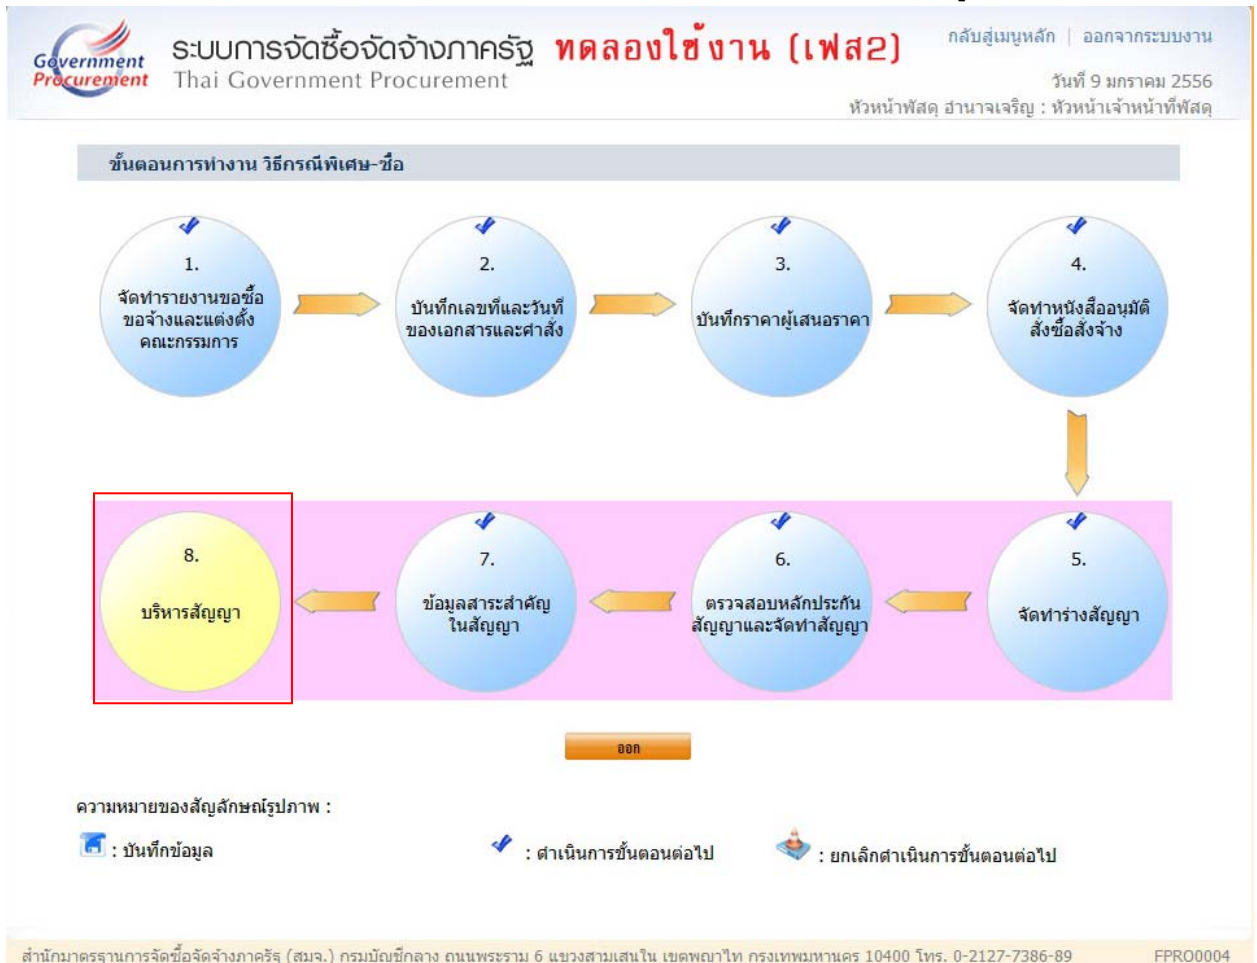 Government
Procurement
ระบบการจัดซื้อจัดจ้างภาครัฐ
Thai Government Procurement
ทดลองใช้งาน (เฟส2)
กลับสู่เมนูหลัก | ออกจากระบบงาน
วันที่ 9 มกราคม 2556
หัวหน้าพัสดุ อำนาจเจริญ : หัวหน้าเจ้าหน้าที่พัสดุ
ขั้นตอนการทำงาน วิธีกรณีพิเศษ-ซื้อ
1.
จัดทำรายงานขอซื้อ
ขอจ้างและแต่งตั้ง
คณะกรรมการ
2.
บันทึกเลขที่และวันที่
ของเอกสารและคำสั่ง
3.
บันทึกราคาผู้เสนอราคา
4.
จัดทำหนังสืออนุมัติ
สั่งซื้อสั่งจ้าง
5.
จัดทำร่างสัญญา
6.
ตรวจสอบหลักประกัน
สัญญาและจัดทำสัญญา
7.
ข้อมูลสาระสำคัญ
ในสัญญา
8.
บริหารสัญญา
ออก
ความหมายของสัญลักษณ์รูปภาพ :
: บันทึกข้อมูล
: ดำเนินการขั้นตอนต่อไป
: ยกเลิกดำเนินการขั้นตอนต่อไป
สำนักมาตรฐานการจัดซื้อจัดจ้างภาครัฐ (สมจ.) กรมบัญชีกลาง ถนนพระราม 6 แขวงสามเสนใน เขตพญาไท กรุงเทพมหานคร 10400 โทร. 0-2127-7386-89
FPRO0004